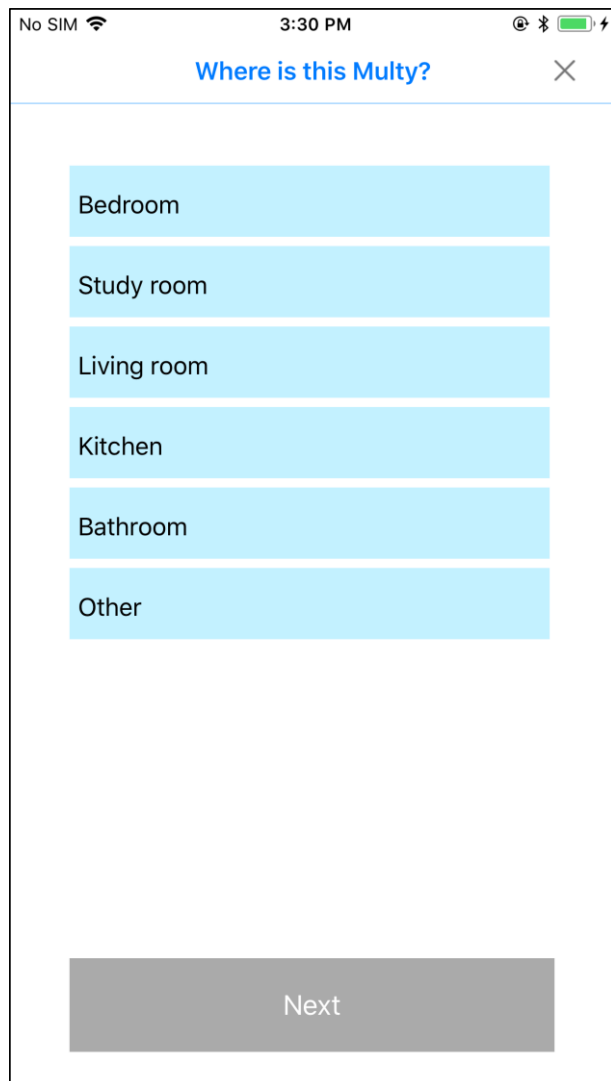 No SIM 3:30 PM
Where is this Multy?
Bedroom
Study room
Living room
Kitchen
Bathroom
Other
Next